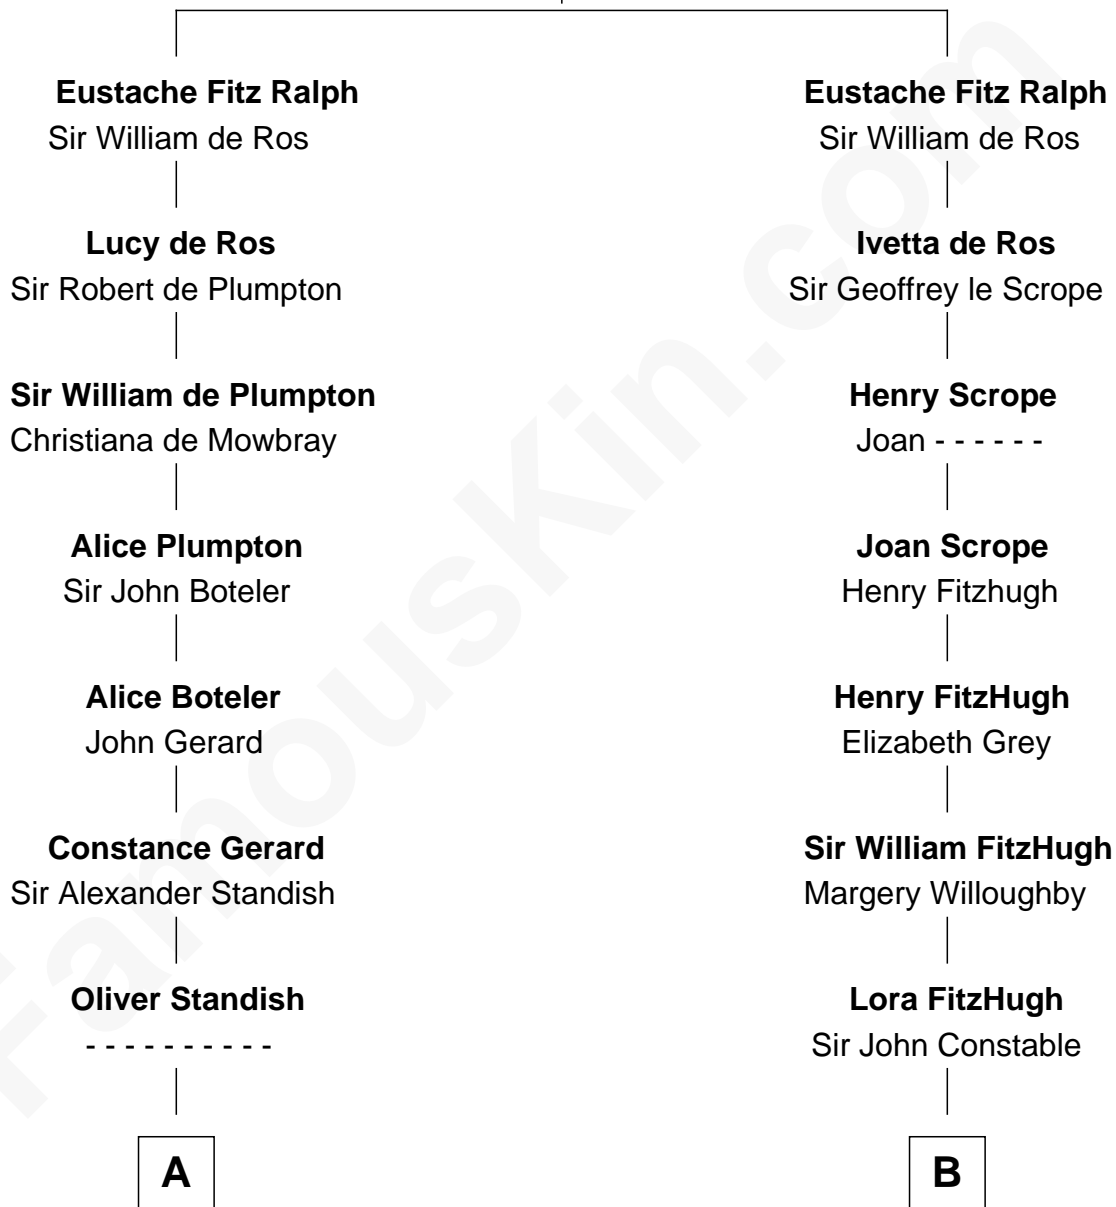 Eustache Fitz Ralph
Sir William de Ros
Lucy de Ros
Sir Robert de Plumpton
Sir William de Plumpton
Christiana de Mowbray
Alice Plumpton
Sir John Boteler
Alice Boteler
John Gerard
Constance Gerard
Sir Alexander Standish
Oliver Standish
- - - - - - - - - -
A
Eustache Fitz Ralph
Sir William de Ros
Ivetta de Ros
Sir Geoffrey le Scrope
Henry Scrope
Joan - - - - - -
Joan Scrope
Henry Fitzhugh
Henry FitzHugh
Elizabeth Grey
Sir William FitzHugh
Margery Willoughby
Lora FitzHugh
Sir John Constable
B
FamousKin.com